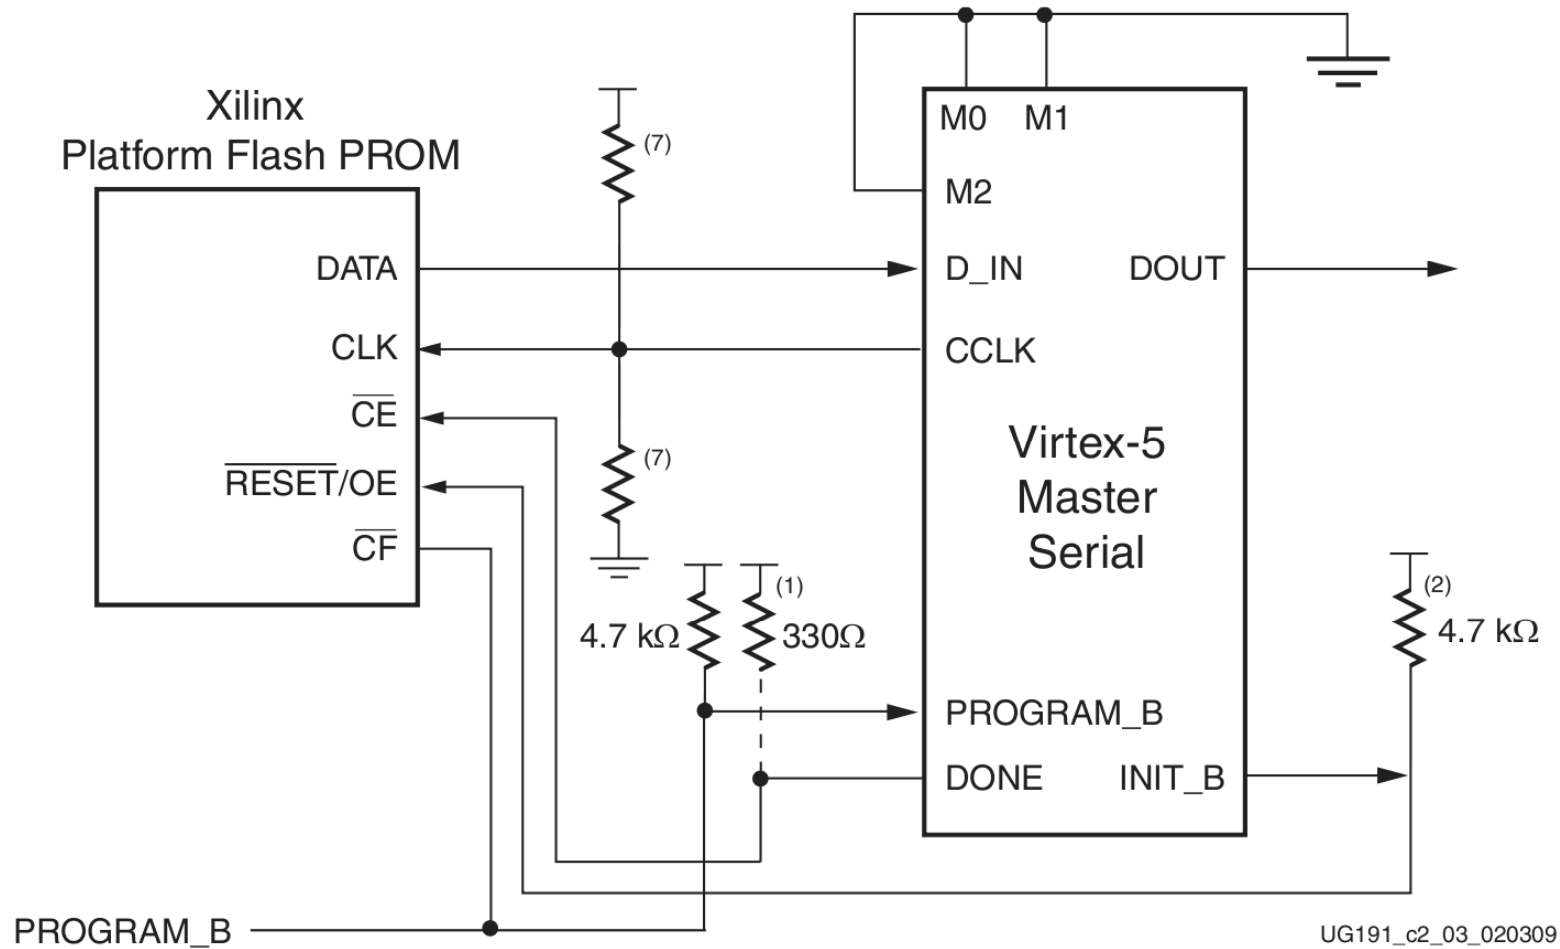 Xilinx
Platform Flash PROM
DATA
CLK
CE
RESET/OE
CF
(7)
(7)
M0 M1
M2
D_IN
DOUT
CCLK
Virtex-5
Master
Serial
(1)
4.7 kΩ
330Ω
(2)
4.7 kΩ
PROGRAM_B
DONE
INIT_B
PROGRAM_B
UG191_c2_03_020309